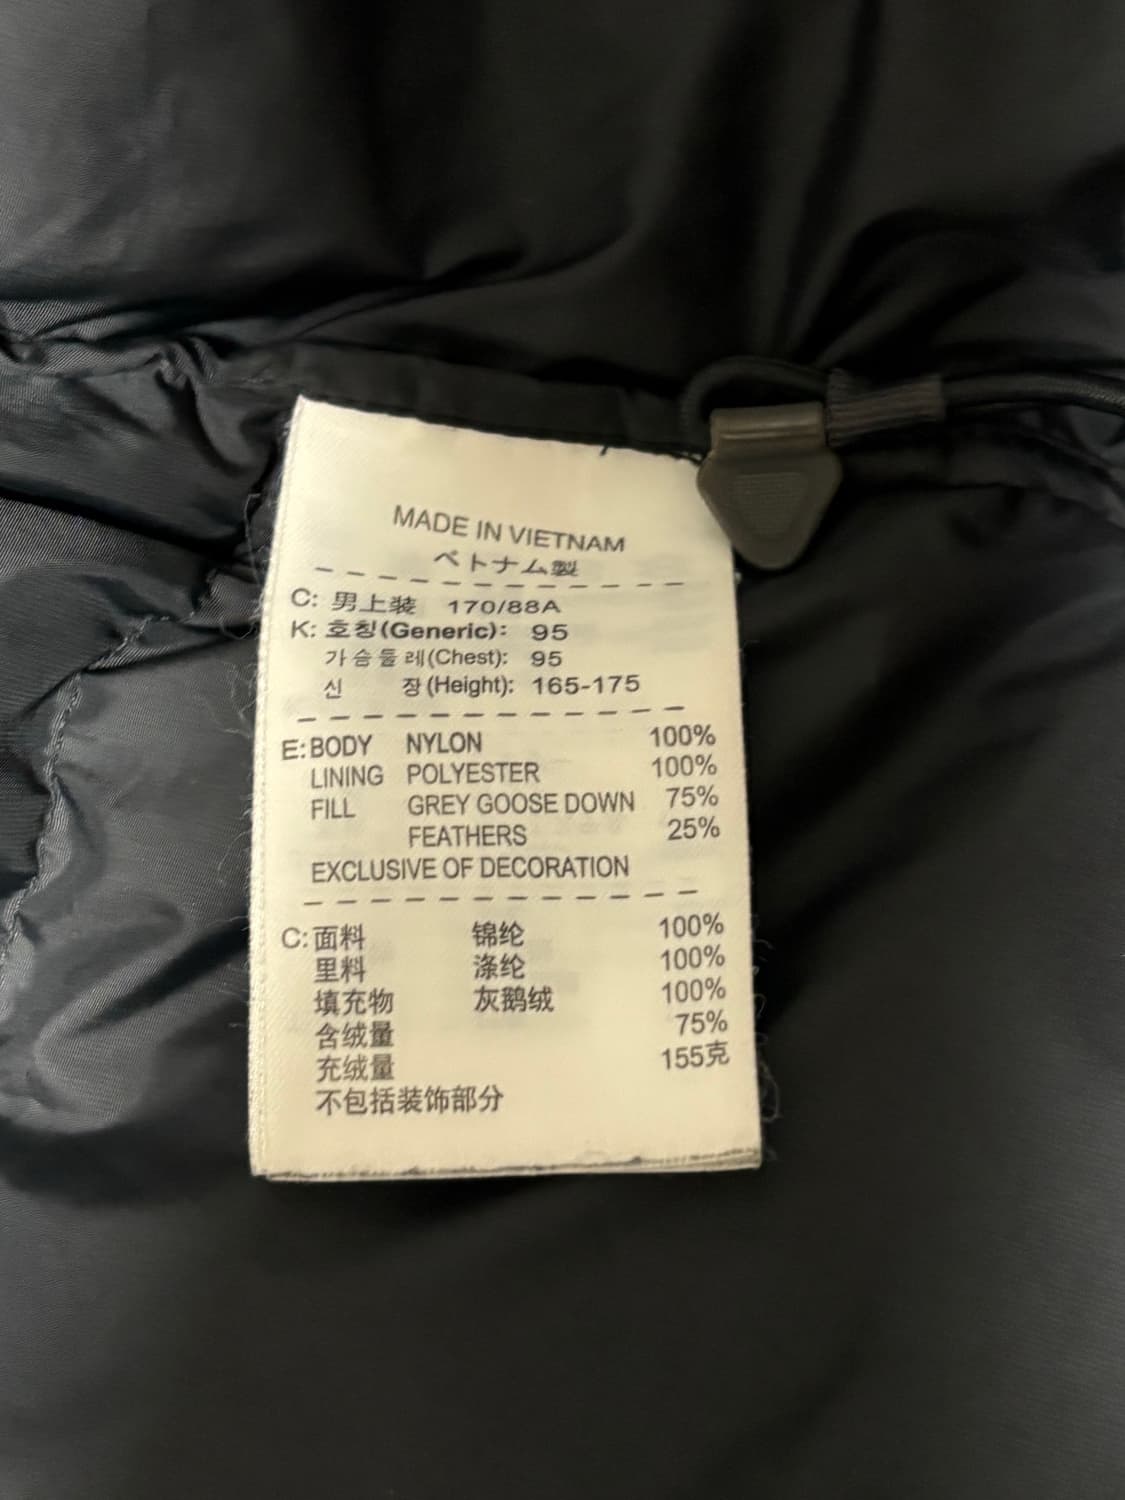 MADE IN VIETNAM
ベトナム製
C: 男上装 170/88A
K: 호칭(Generic): 95
가슴둘레(Chest): 95
신 장(Height): 165-175
E: BODY NYLON 100%
LINING POLYESTER 100%
FILL GREY GOOSE DOWN 75%
FEATHERS 25%
EXCLUSIVE OF DECORATION
C: 面料 锦纶 100%
里料 涤纶 100%
填充物 灰鹅绒 100%
含绒量 75%
充绒量 155克
不包括装饰部分